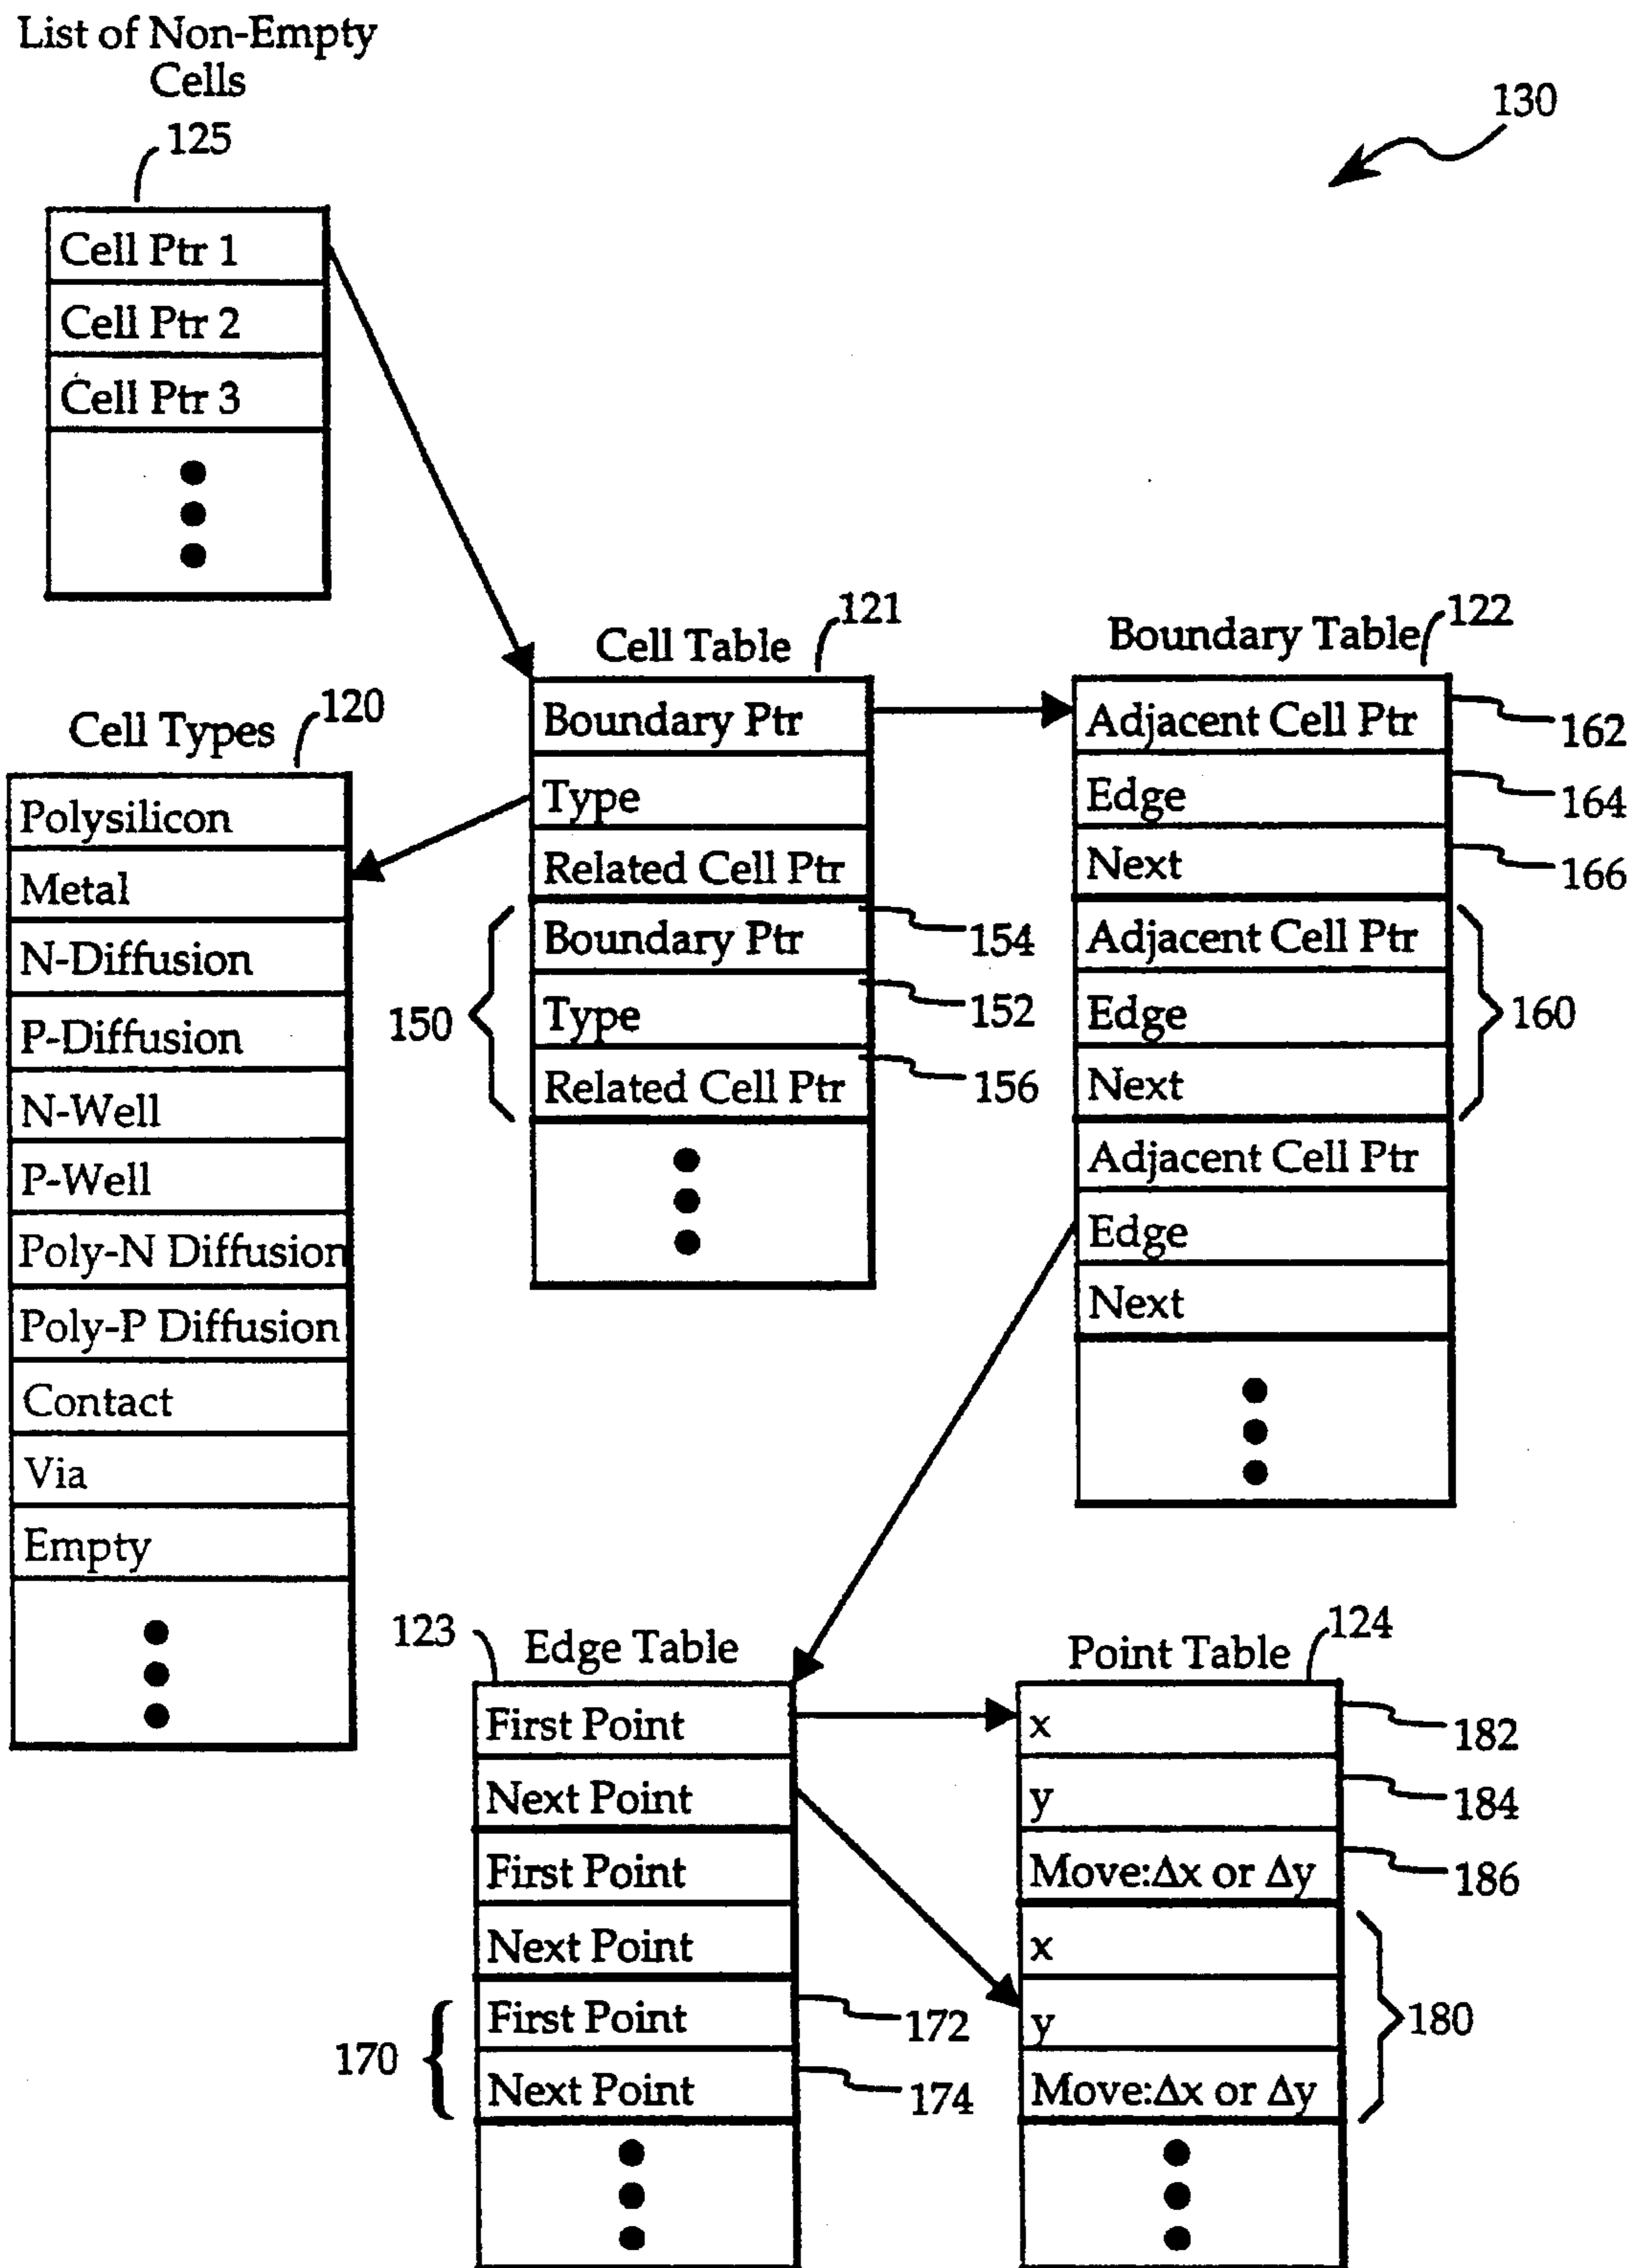 List of Non-Empty
Cells
125
130
Cell Ptr 1
Cell Ptr 2
Cell Ptr 3
Cell Types
120
Polysilicon
Metal
N-Diffusion
P-Diffusion
N-Well
P-Well
Poly-N Diffusion
Poly-P Diffusion
Contact
Via
Empty
Cell Table
121
Boundary Ptr
Type
Related Cell Ptr
Boundary Ptr
Type
Related Cell Ptr
150
154
152
156
Boundary Table
122
Adjacent Cell Ptr
Edge
Next
Adjacent Cell Ptr
Edge
Next
Adjacent Cell Ptr
Edge
Next
162
164
166
160
123
Edge Table
First Point
Next Point
First Point
Next Point
First Point
Next Point
170
172
174
Point Table
124
x
y
Move:Δx or Δy
x
y
Move:Δx or Δy
182
184
186
180